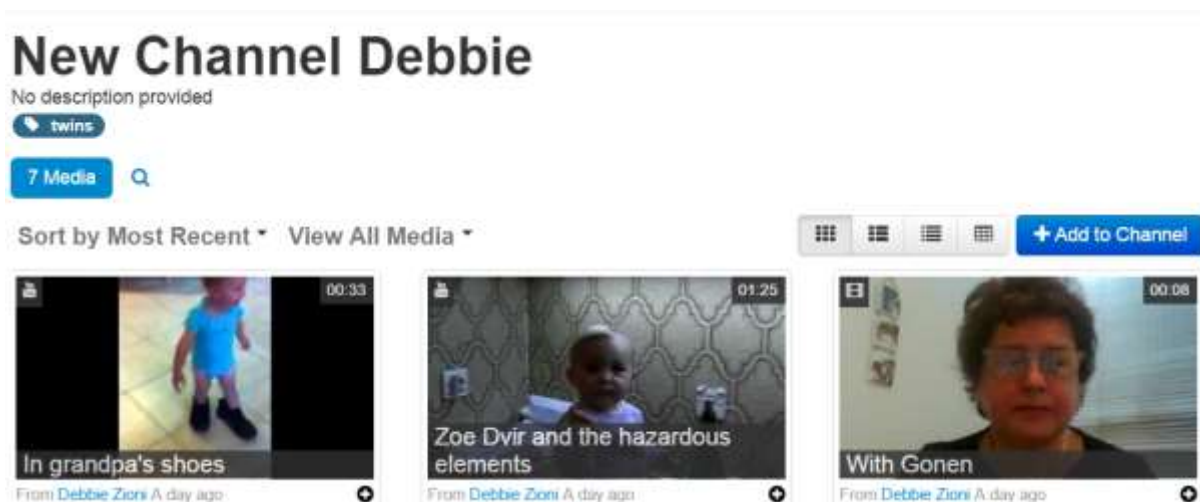 New Channel Debbie
No description provided
twins
7 Media
Sort by Most Recent View All Media
+ Add to Channel
00:33
01:25
00:08
In grandpa's shoes
Zoe Dvir and the hazardous
elements
With Gonen
From Debbie Zioni A day ago
From Debbie Zioni A day ago
From Debbie Zioni A day ago